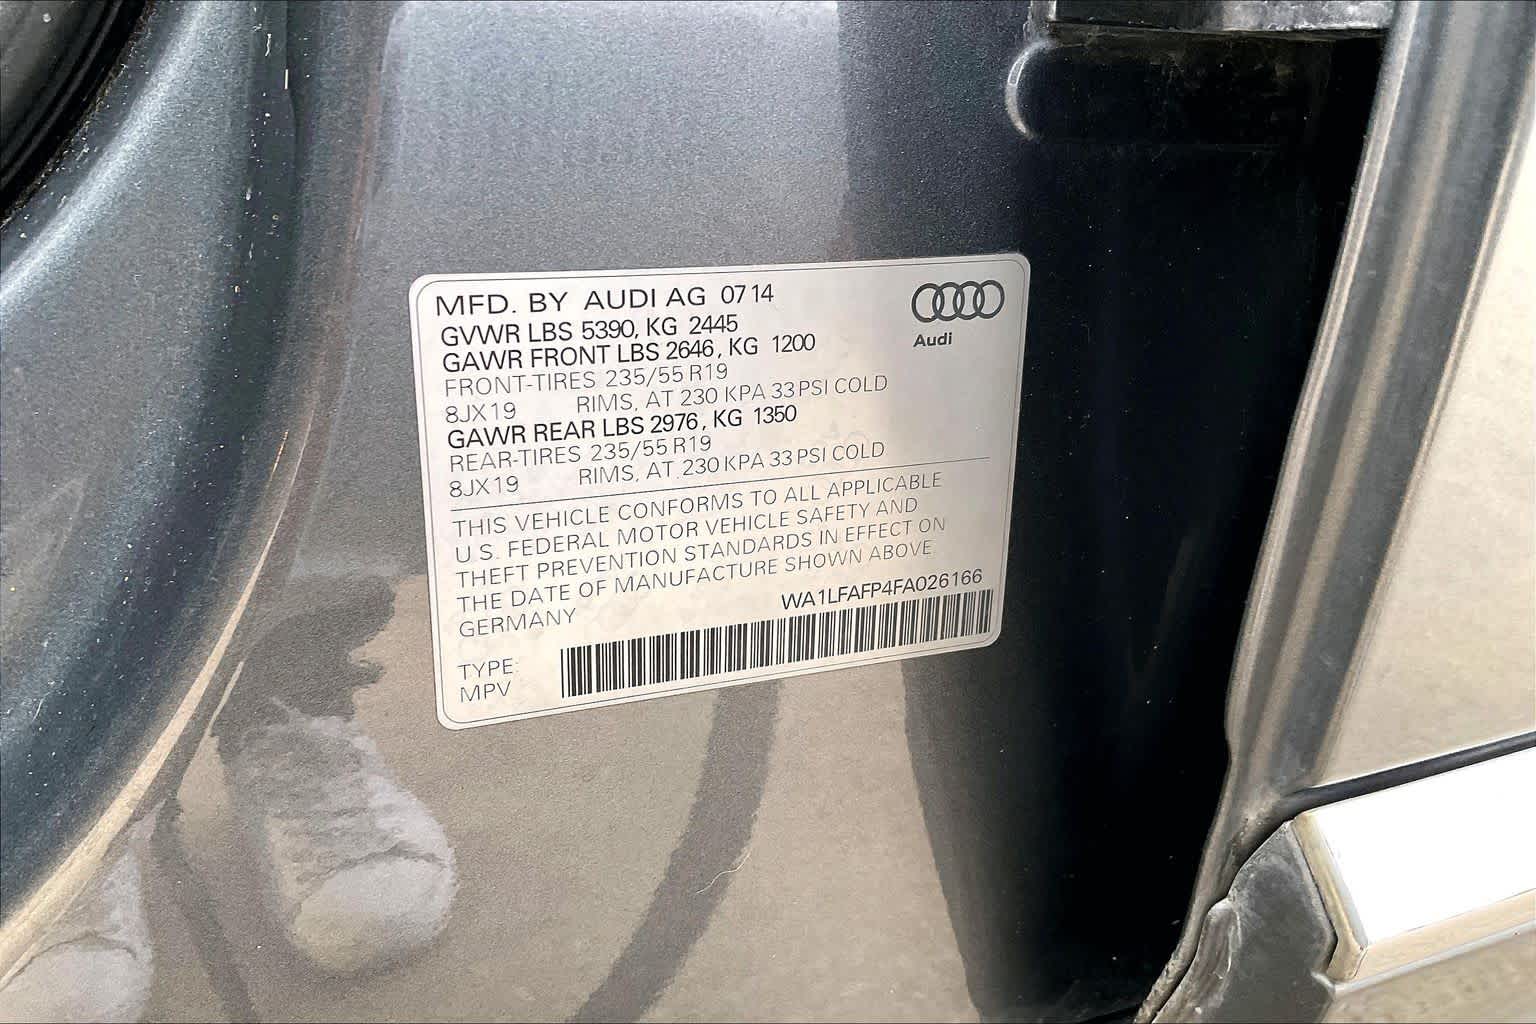 MFD. BY AUDI AG 0714
GVWR LBS 5390, KG 2445
GAWR FRONT LBS 2646, KG 1200
FRONT-TIRES 235/55 R19
8JX19 RIMS, AT 230 KPA 33 PSI COLD
GAWR REAR LBS 2976, KG 1350
REAR-TIRES 235/55 R19
8JX19 RIMS, AT 230 KPA 33 PSI COLD
Audi
THIS VEHICLE CONFORMS TO ALL APPLICABLE
U.S. FEDERAL MOTOR VEHICLE SAFETY AND
THEFT PREVENTION STANDARDS IN EFFECT ON
THE DATE OF MANUFACTURE SHOWN ABOVE
GERMANY WA1LFAFP4FA026166
TYPE:
MPV